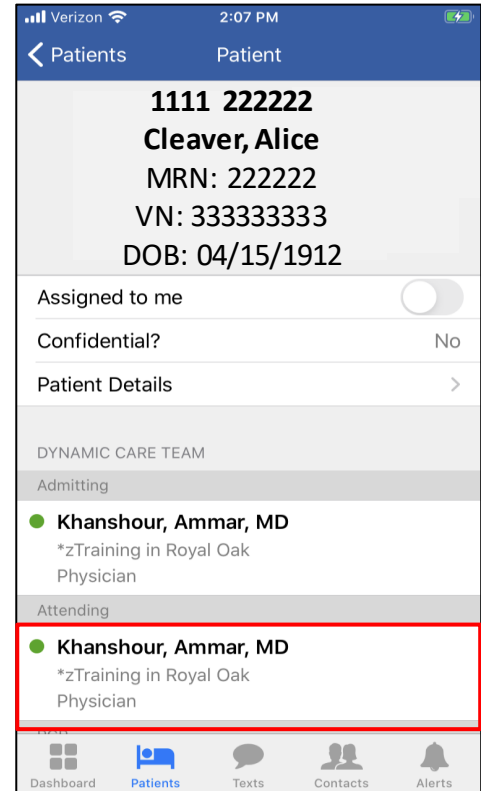 Verizon 2:07 PM
Patients Patient
1111 222222
Cleaver, Alice
MRN: 222222
VN: 333333333
DOB: 04/15/1912
Assigned to me
Confidential? No
Patient Details
DYNAMIC CARE TEAM
Admitting
Khanshour, Ammar, MD
*zTraining in Royal Oak
Physician
Attending
Khanshour, Ammar, MD
*zTraining in Royal Oak
Physician
Dashboard Patients Texts Contacts Alerts